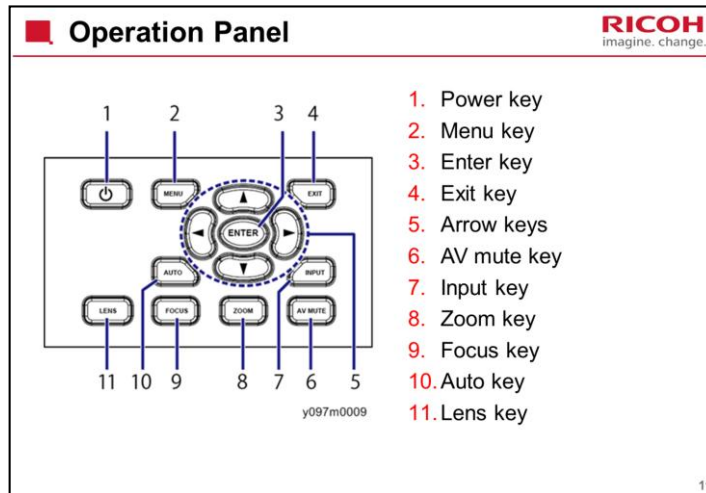 Operation Panel
RICOH
imagine. change.
1 2 3 4
MENU EXIT
ENTER
AUTO INPUT
LENS FOCUS ZOOM AV MUTE
11 10 9 8 7 6 5
y097m0009
1. Power key
2. Menu key
3. Enter key
4. Exit key
5. Arrow keys
6. AV mute key
7. Input key
8. Zoom key
9. Focus key
10. Auto key
11. Lens key